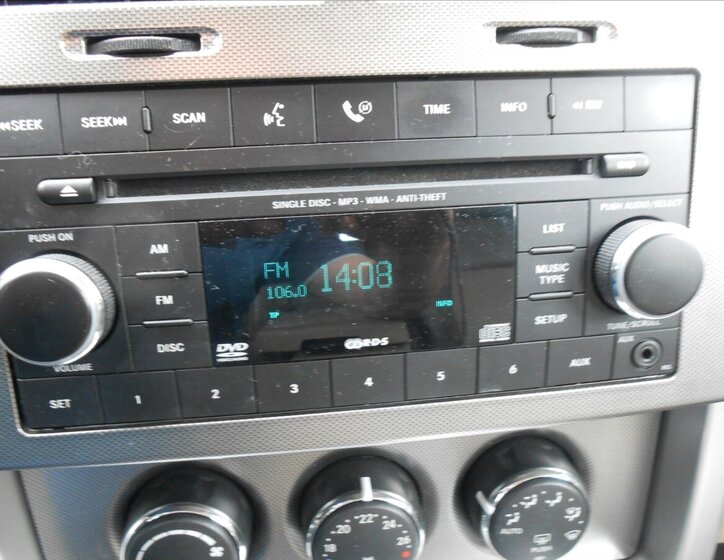 SEEK SEEK SCAN TIME INFO RW
SINGLE DISC - MP3 - WMA - ANTI-THEFT
PUSH AUDIO/SELECT
PUSH ON
AM
LIST
FM 14:08
106.0
FM
MUSIC
TYPE
INFO
TP
DISC
DVD
R·D·S
SETUP
TUNE/SCROLL
VOLUME
AUX
SET 1 2 3 4 5 6 AUX
18 20 22 24 26
AUTO
PUSH